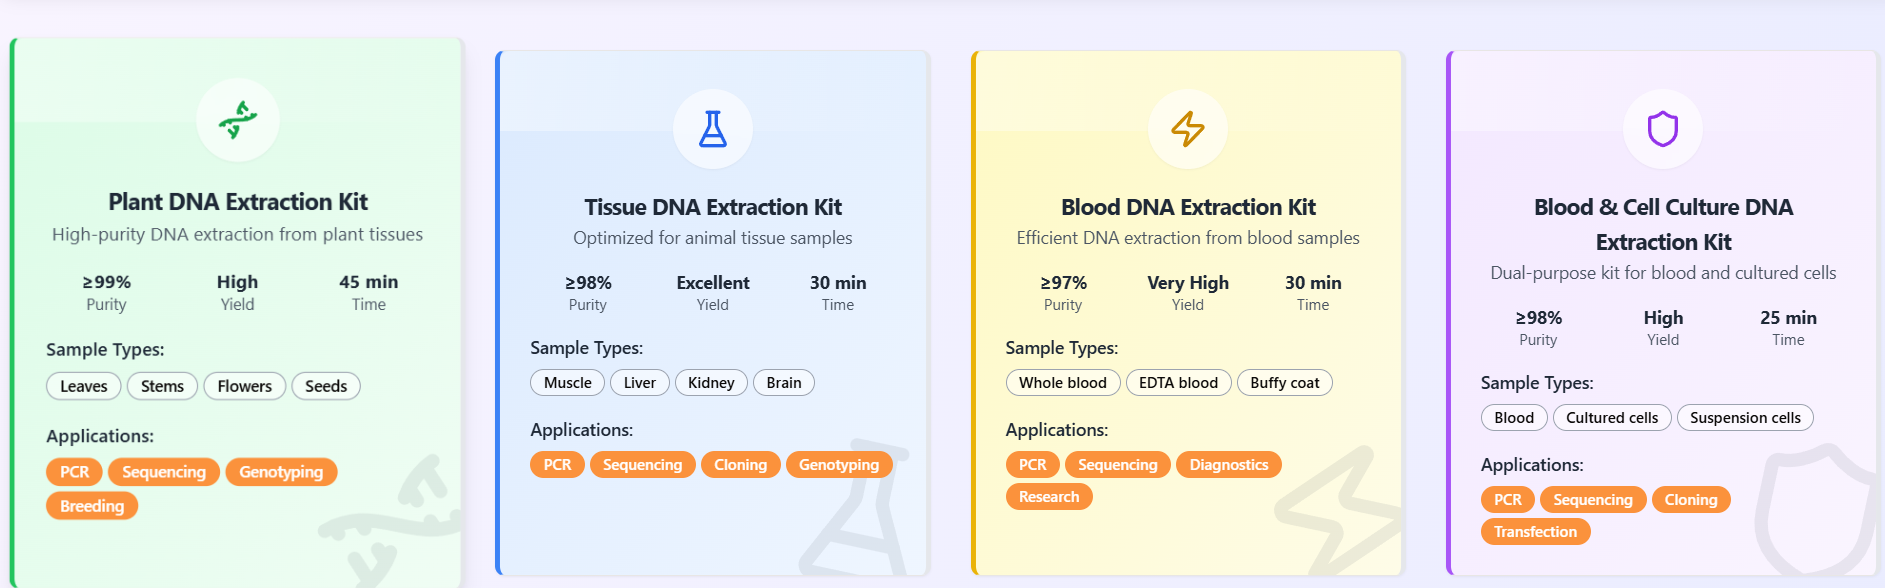 Plant DNA Extraction Kit
High-purity DNA extraction from plant tissues
≥99% High 45 min
Purity Yield Time
Sample Types:
Leaves Stems Flowers Seeds
Applications:
PCR Sequencing Genotyping
Breeding
Tissue DNA Extraction Kit
Optimized for animal tissue samples
≥98% Excellent 30 min
Purity Yield Time
Sample Types:
Muscle Liver Kidney Brain
Applications:
PCR Sequencing Cloning Genotyping
Blood DNA Extraction Kit
Efficient DNA extraction from blood samples
≥97% Very High 30 min
Purity Yield Time
Sample Types:
Whole blood EDTA blood Buffy coat
Applications:
PCR Sequencing Diagnostics
Research
Blood & Cell Culture DNA
Extraction Kit
Dual-purpose kit for blood and cultured cells
≥98% High 25 min
Purity Yield Time
Sample Types:
Blood Cultured cells Suspension cells
Applications:
PCR Sequencing Cloning
Transfection